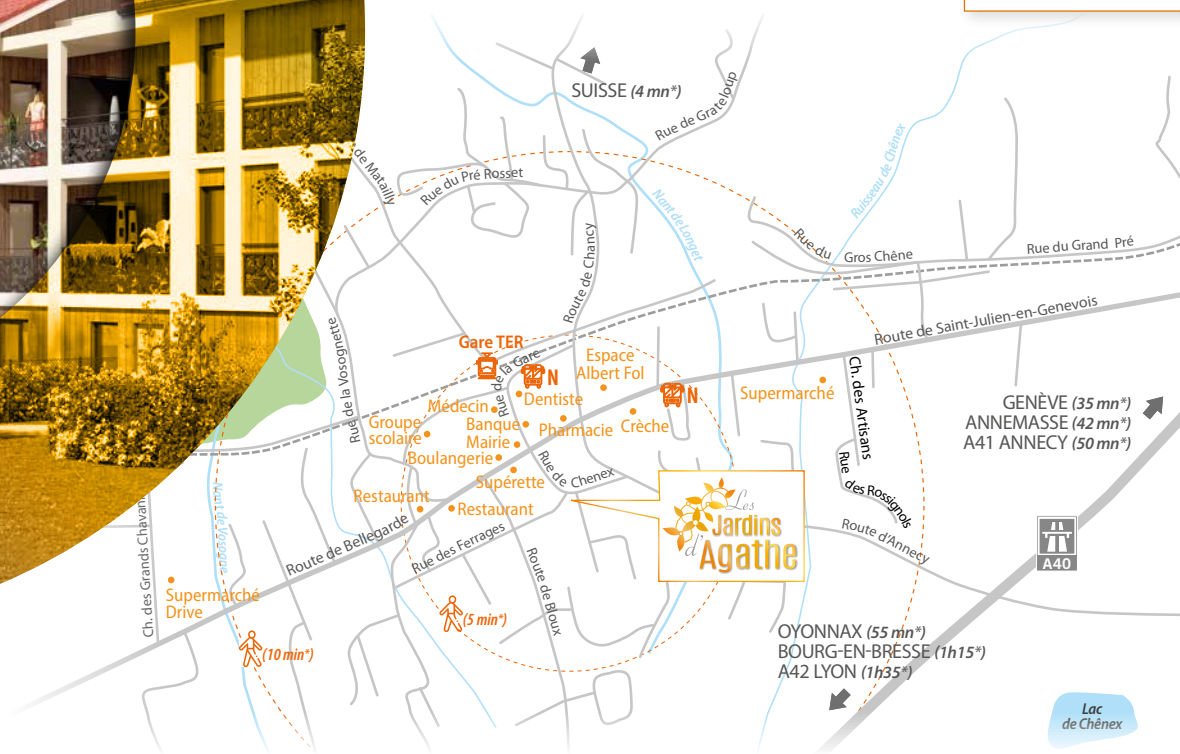 SUISSE (4 mn*)
Rue de Grateloup
de Matailly
Rue du Pré Rosset
Nant de Longet
Ruisseau de Chênex
Rue du
Gros Chêne
Rue du Grand Pré
Route de Chancy
Route de Saint-Julien-en-Genevois
Rue de la Vosognette
Gare TER
Rue de la Gare
N
Espace
Albert Fol
N
Dentiste
Médecin
Banque
Groupe
scolaire
Mairie
Pharmacie
Crèche
Boulangerie
Supermarché
Ch. des Artisans
GENÈVE (35 mn*)
ANNEMASSE (42 mn*)
A41 ANNECY (50 mn*)
Rue de Chenex
Supérette
Restaurant
Restaurant
Rue des Rossignols
Les
Jardins
d'Agathe
Route d'Annecy
A40
Route de Bellegarde
Rue des Ferrages
Route de Bloux
Nant de Vosogne
Ch. des Grands Chavan
Supermarché
Drive
(5 min*)
(10 min*)
OYONNAX (55 mn*)
BOURG-EN-BRESSE (1h15*)
A42 LYON (1h35*)
Lac
de Chênex